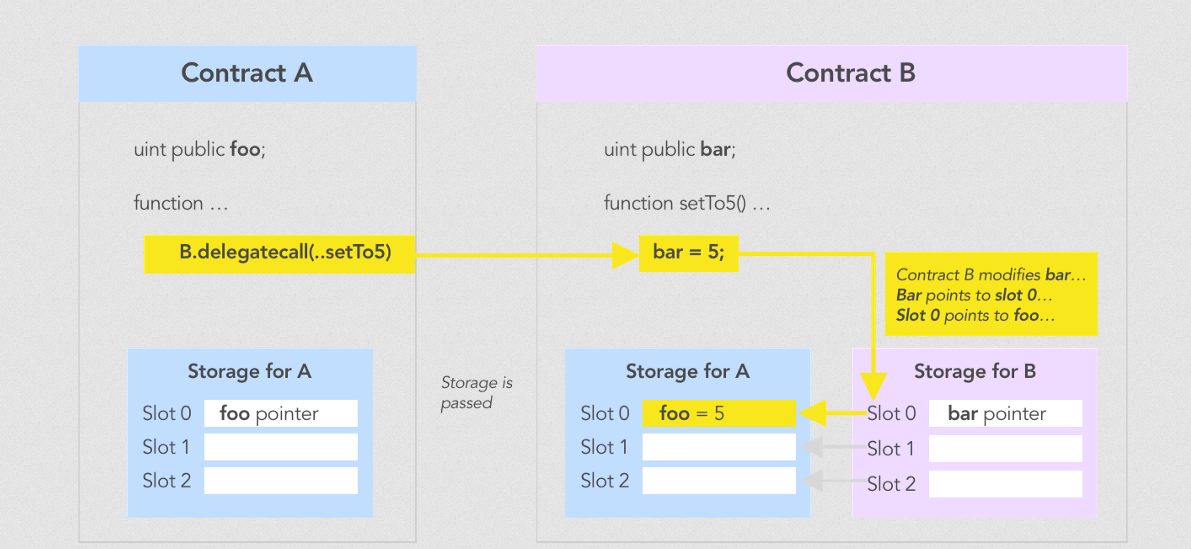 Contract A
uint public foo;
function …
B.delegatecall(..setTo5)
Storage for A
Slot 0 foo pointer
Slot 1
Slot 2
Storage is
passed
Contract B
uint public bar;
function setTo5() …
bar = 5;
Contract B modifies bar…
Bar points to slot 0…
Slot 0 points to foo…
Storage for A
Slot 0 foo = 5
Slot 1
Slot 2
Storage for B
Slot 0 bar pointer
Slot 1
Slot 2